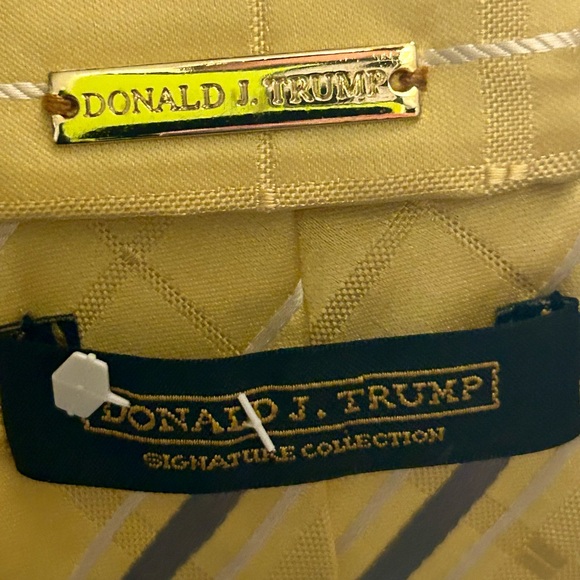 DONALD J. TRUMP
DONALD J. TRUMP
SIGNATURE COLLECTION